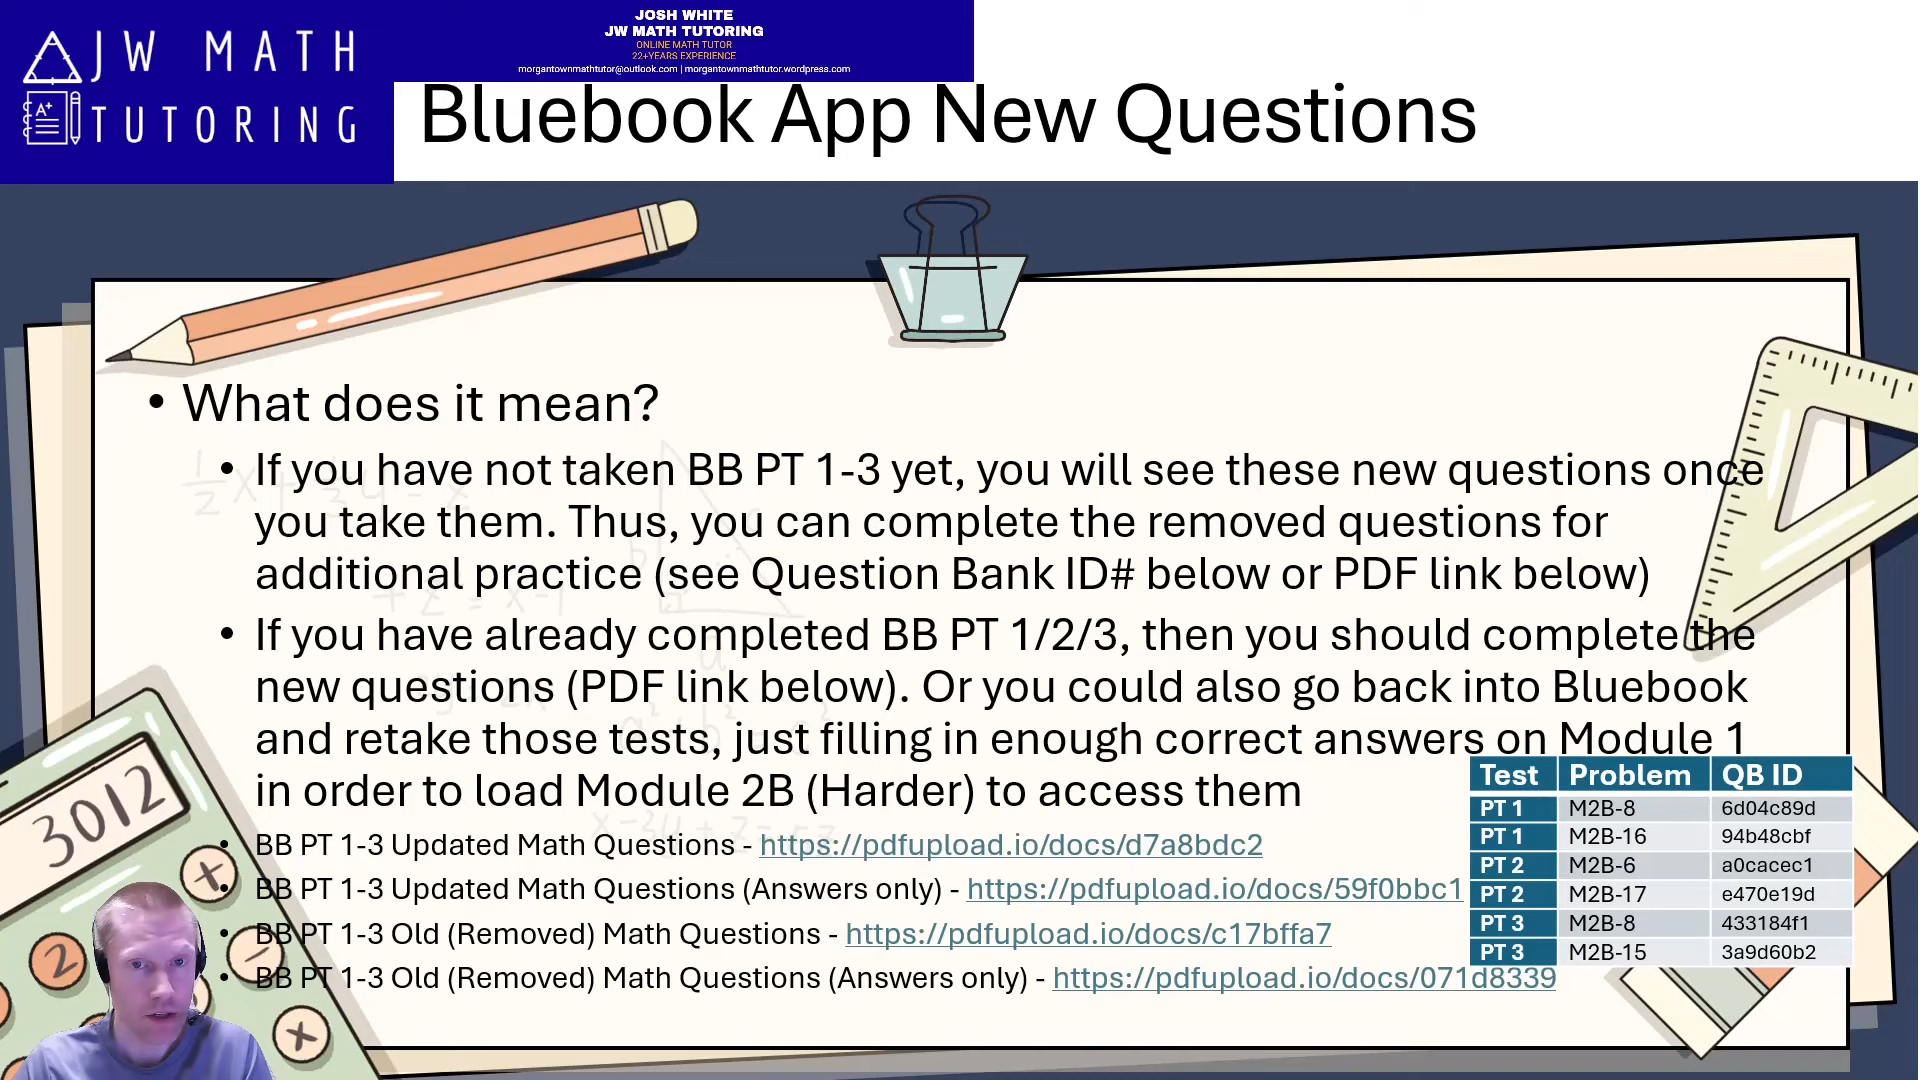 JW MATH
TUTORING
JOSH WHITE
JW MATH TUTORING
ONLINE MATH TUTOR
22+YEARS EXPERIENCE
morgantownmathtutor@outlook.com | morgantownmathtutor.wordpress.com
Bluebook App New Questions
• What does it mean?
• If you have not taken BB PT 1-3 yet, you will see these new questions once
you take them. Thus, you can complete the removed questions for
additional practice (see Question Bank ID# below or PDF link below)
• If you have already completed BB PT 1/2/3, then you should complete the
new questions (PDF link below). Or you could also go back into Bluebook
and retake those tests, just filling in enough correct answers on Module 1
in order to load Module 2B (Harder) to access them
• BB PT 1-3 Updated Math Questions - https://pdfupload.io/docs/d7a8bdc2
• BB PT 1-3 Updated Math Questions (Answers only) - https://pdfupload.io/docs/59f0bbc1
• BB PT 1-3 Old (Removed) Math Questions - https://pdfupload.io/docs/c17bffa7
• BB PT 1-3 Old (Removed) Math Questions (Answers only) - https://pdfupload.io/docs/071d8339
Test Problem QB ID
PT 1 M2B-8 6d04c89d
PT 1 M2B-16 94b48cbf
PT 2 M2B-6 a0cacec1
PT 2 M2B-17 e470e19d
PT 3 M2B-8 433184f1
PT 3 M2B-15 3a9d60b2
A+
3012
+
2
−
×